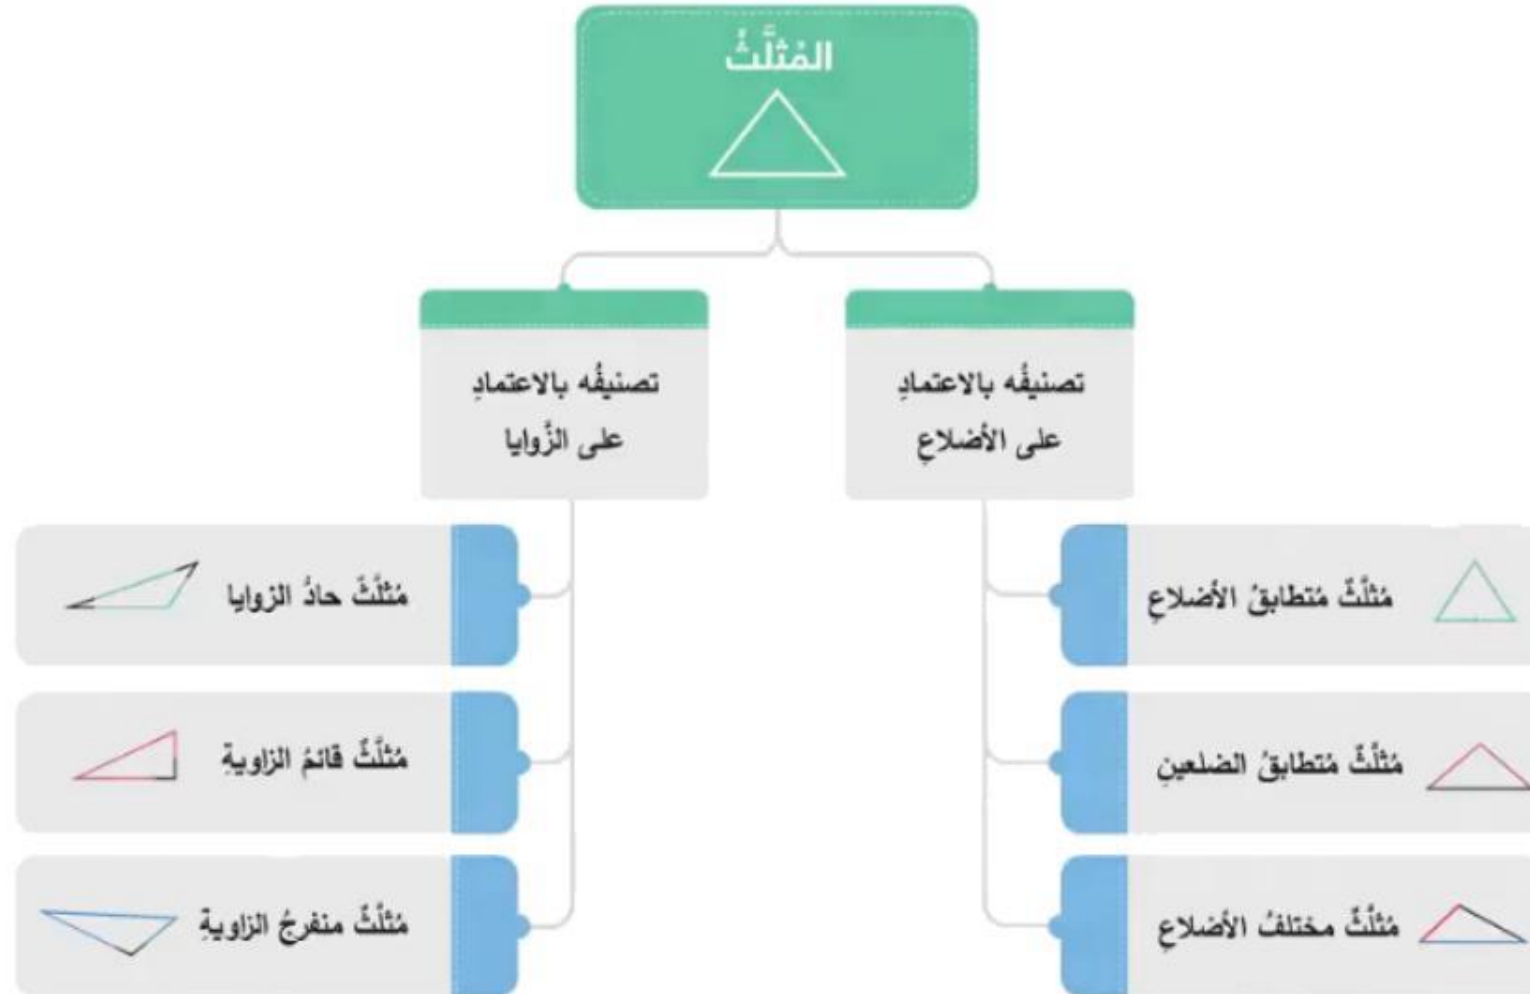 المُثلَّثُ
تصنيفُه بالاعتمادِ
على الأضلاعِ
مُثلَّثٌ مُتطابقُ الأضلاعِ
مُثلَّثٌ مُتطابقُ الضلعينِ
مُثلَّثٌ مختلفُ الأضلاعِ
تصنيفُه بالاعتمادِ
على الزَّوايا
مُثلَّثٌ حادُّ الزوايا
مُثلَّثٌ قائمُ الزاويةِ
مُثلَّثٌ منفرجُ الزاويةِ